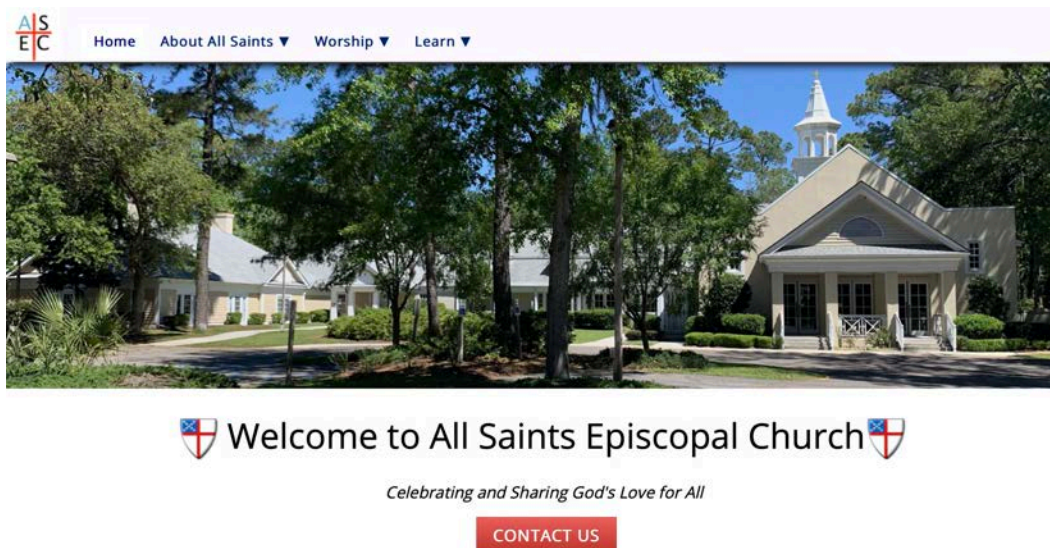 A S
E C
Home About All Saints ▼ Worship ▼ Learn ▼
Welcome to All Saints Episcopal Church
Celebrating and Sharing God's Love for All
CONTACT US